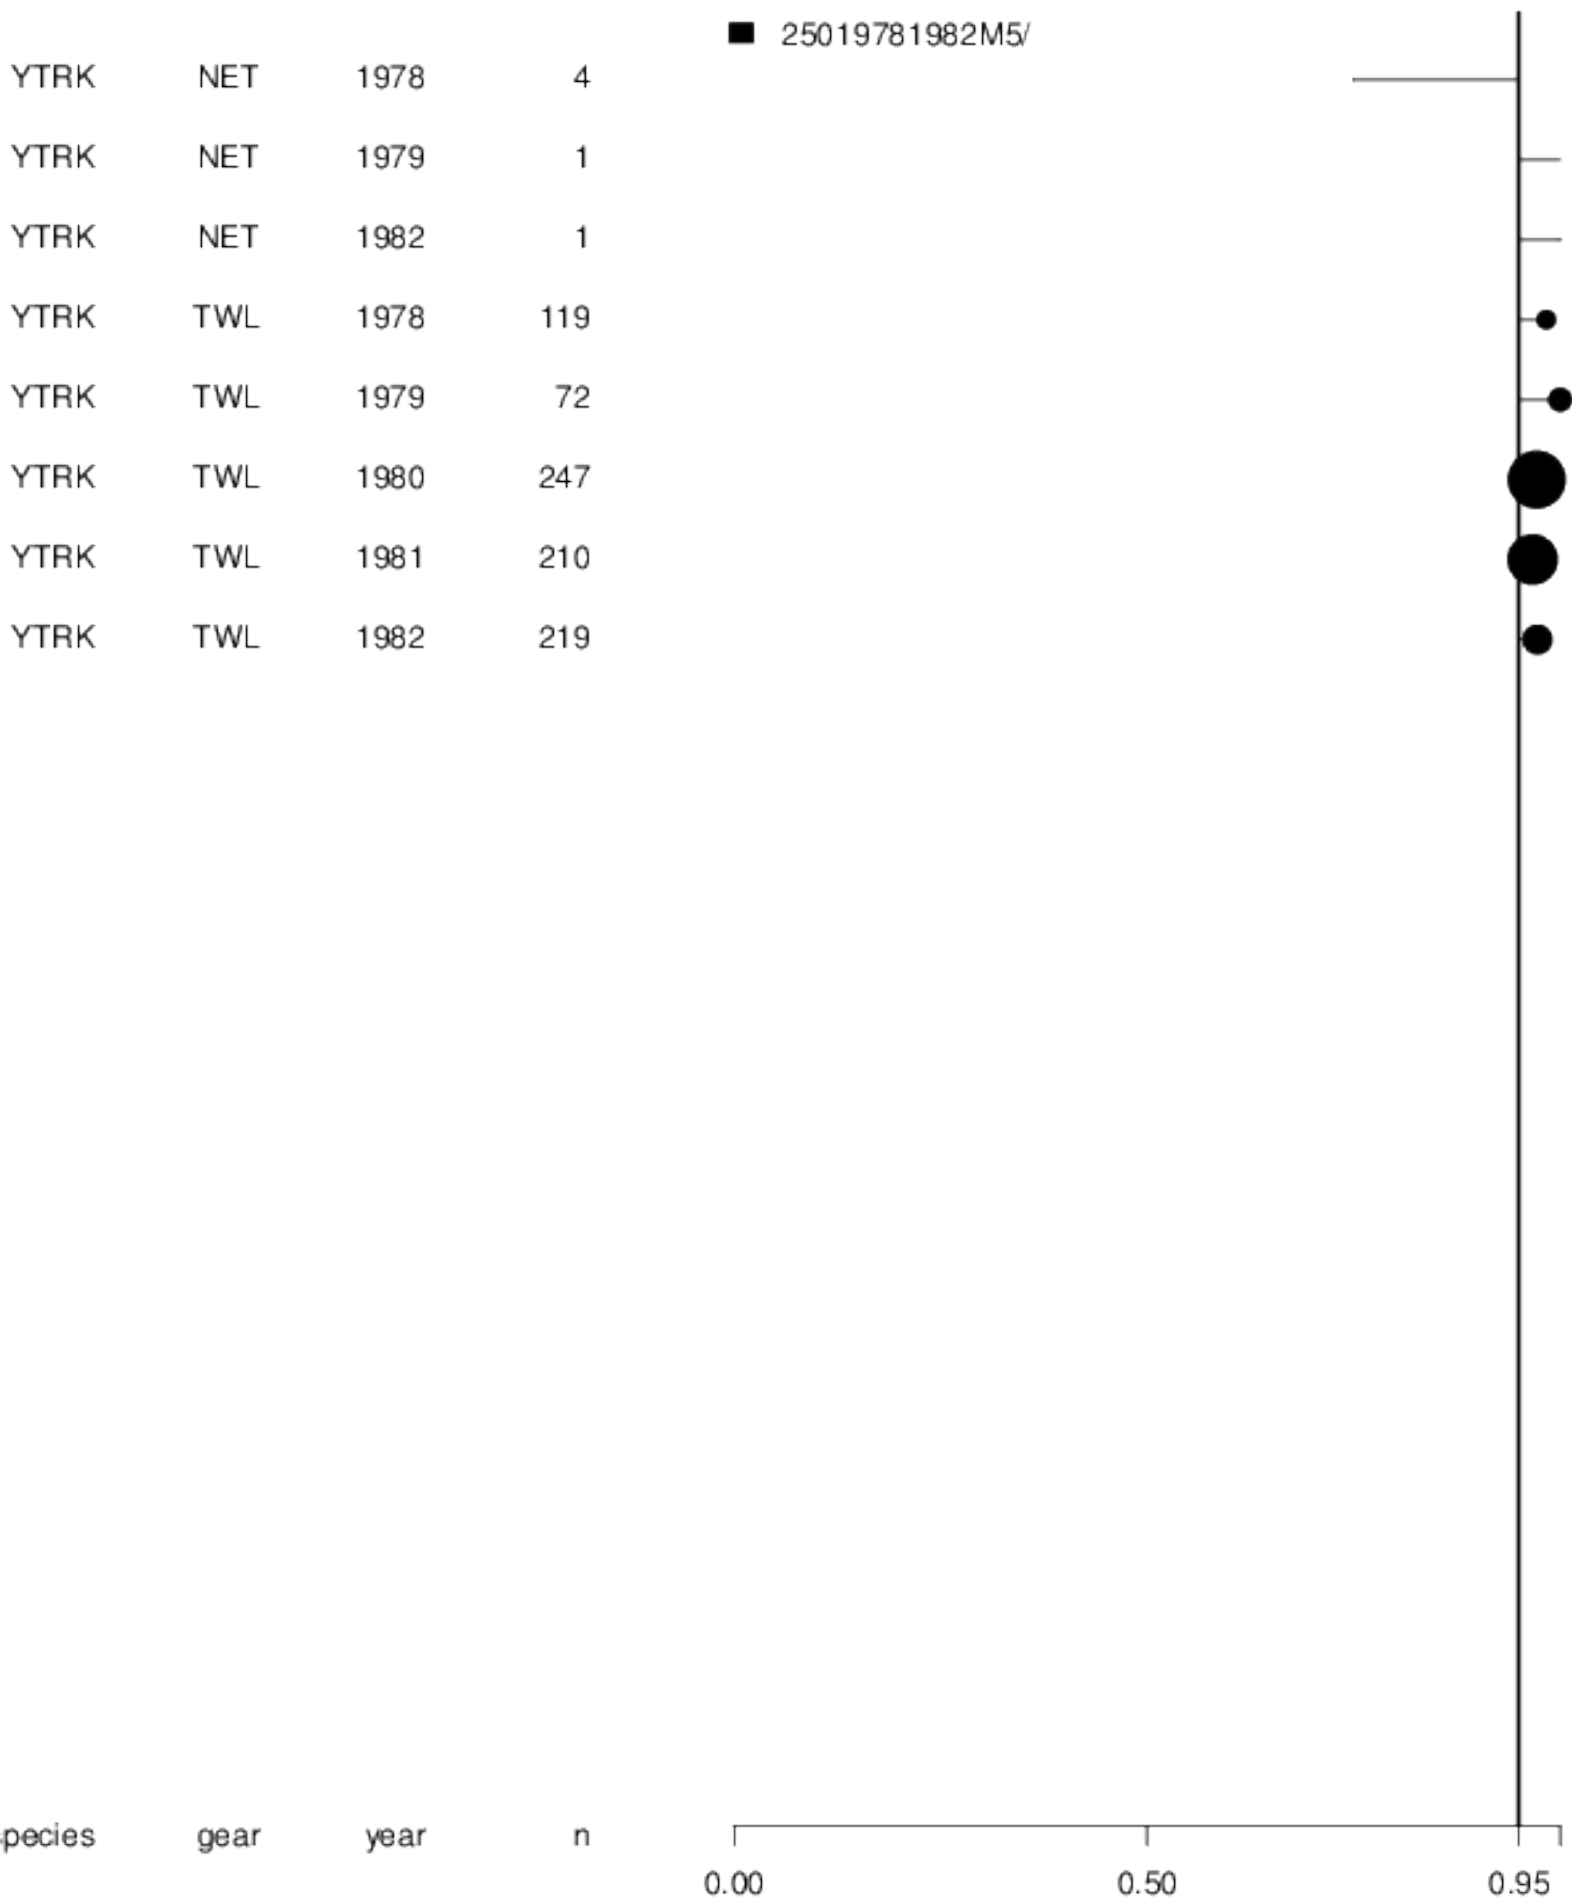 25019781982M5/
YTRK NET 1978 4
YTRK NET 1979 1
YTRK NET 1982 1
YTRK TWL 1978 119
YTRK TWL 1979 72
YTRK TWL 1980 247
YTRK TWL 1981 210
YTRK TWL 1982 219
pecies gear year n
0.00 0.50 0.95